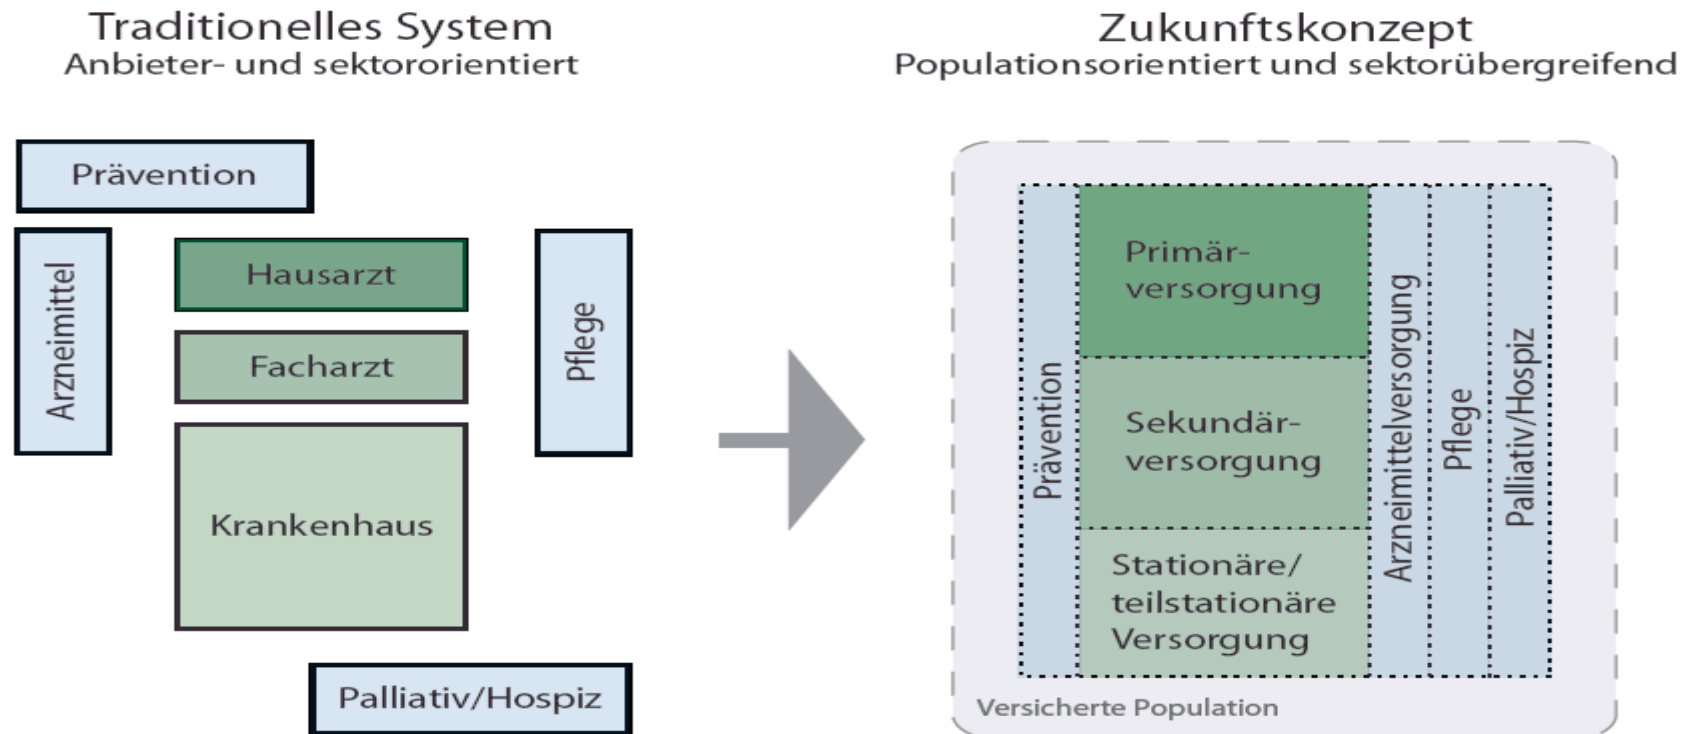 Traditionelles System
Anbieter- und sektororientiert
Prävention
Arzneimittel
Hausarzt
Facharzt
Krankenhaus
Pflege
Palliativ/Hospiz
Zukunftskonzept
Populationsorientiert und sektorübergreifend
Prävention
Primär-
versorgung
Sekundär-
versorgung
Stationäre/
teilstationäre
Versorgung
Arzneimittelversorgung
Pflege
Palliativ/Hospiz
Versicherte Population